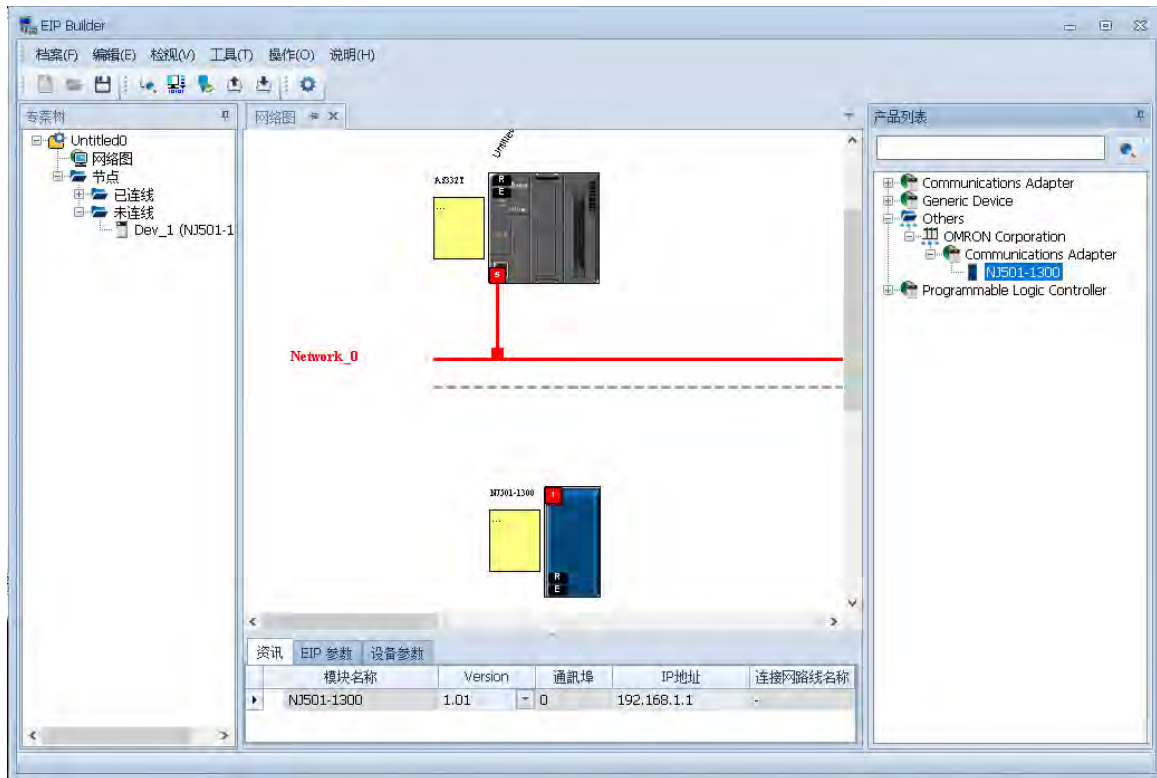 EIP Builder
档案(F) 编辑(E) 检视(V) 工具(T) 操作(O) 说明(H)
专案树
Untitled0
网络图
节点
已连线
未连线
Dev_1 (NJ501-1
网络图
AS332T
...
R
E
5
Network_0
NJ501-1300
1
...
R
E
资讯 EIP 参数 设备参数
模块名称 Version 通訊埠 IP地址 连接网路线名称
NJ501-1300 1.01 0 192.168.1.1 -
产品列表
Communications Adapter
Generic Device
Others
OMRON Corporation
Communications Adapter
NJ501-1300
Programmable Logic Controller